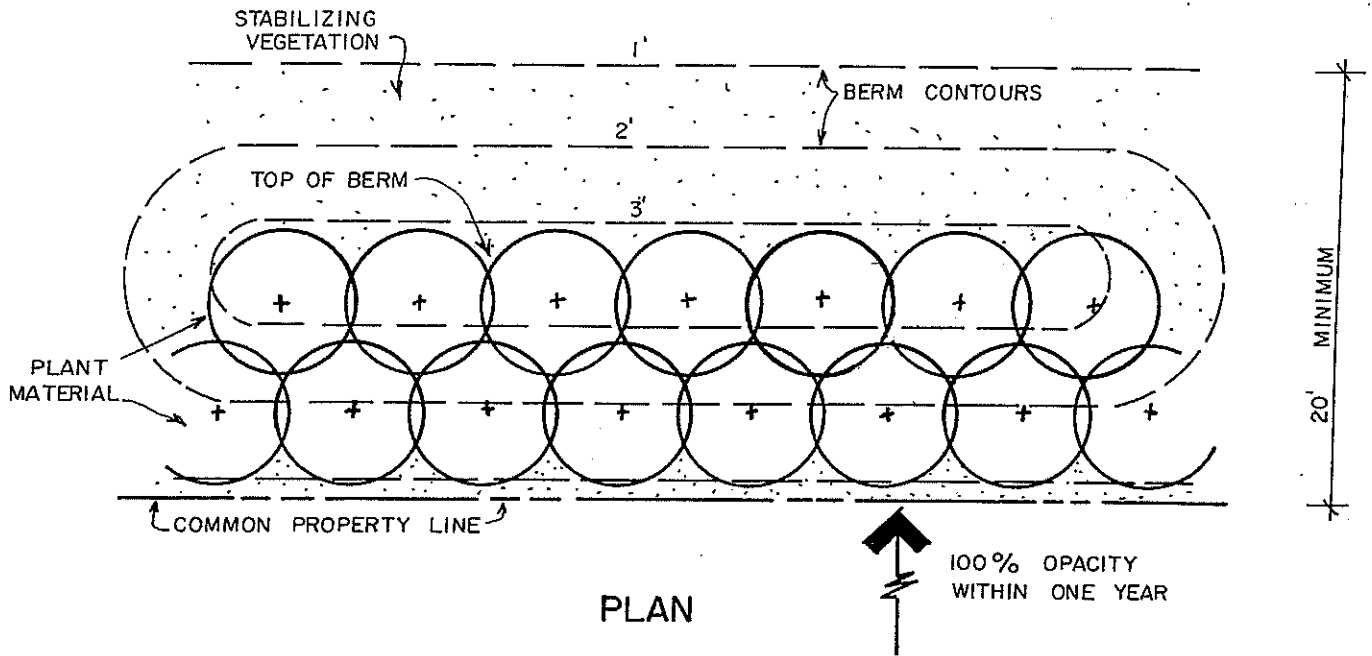 STABILIZING
VEGETATION
1'
BERM CONTOURS
2'
TOP OF BERM
3'
PLANT
MATERIAL
MINIMUM
20'
COMMON PROPERTY LINE
100% OPACITY
WITHIN ONE YEAR
PLAN